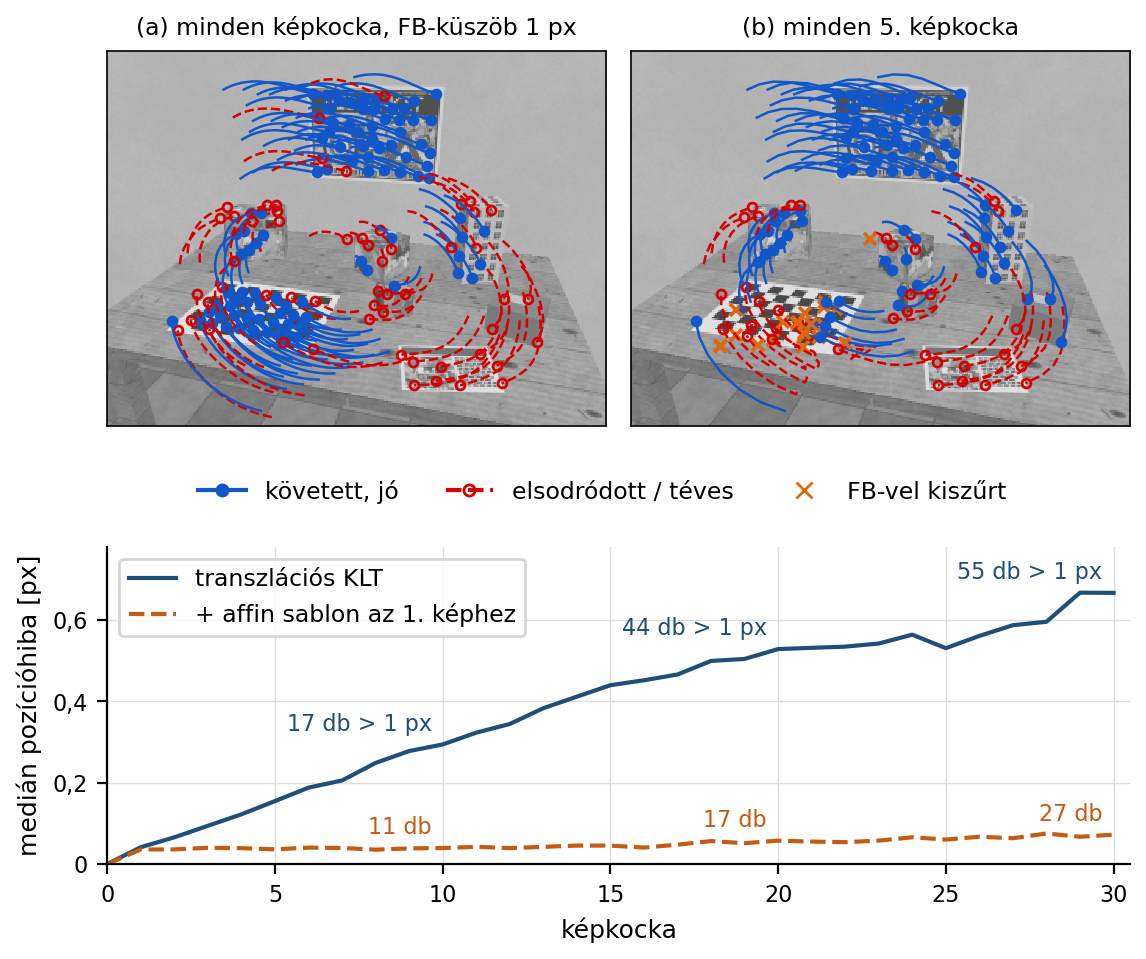 (a) minden képkocka, FB-küszöb 1 px
(b) minden 5. képkocka
követett, jó
elsodródott / téves
FB-vel kiszűrt
medián pozícióhiba [px]
transzlációs KLT
+ affin sablon az 1. képhez
55 db > 1 px
44 db > 1 px
17 db > 1 px
11 db
17 db
27 db
0,6
0,4
0,2
0
0 5 10 15 20 25 30
képkocka